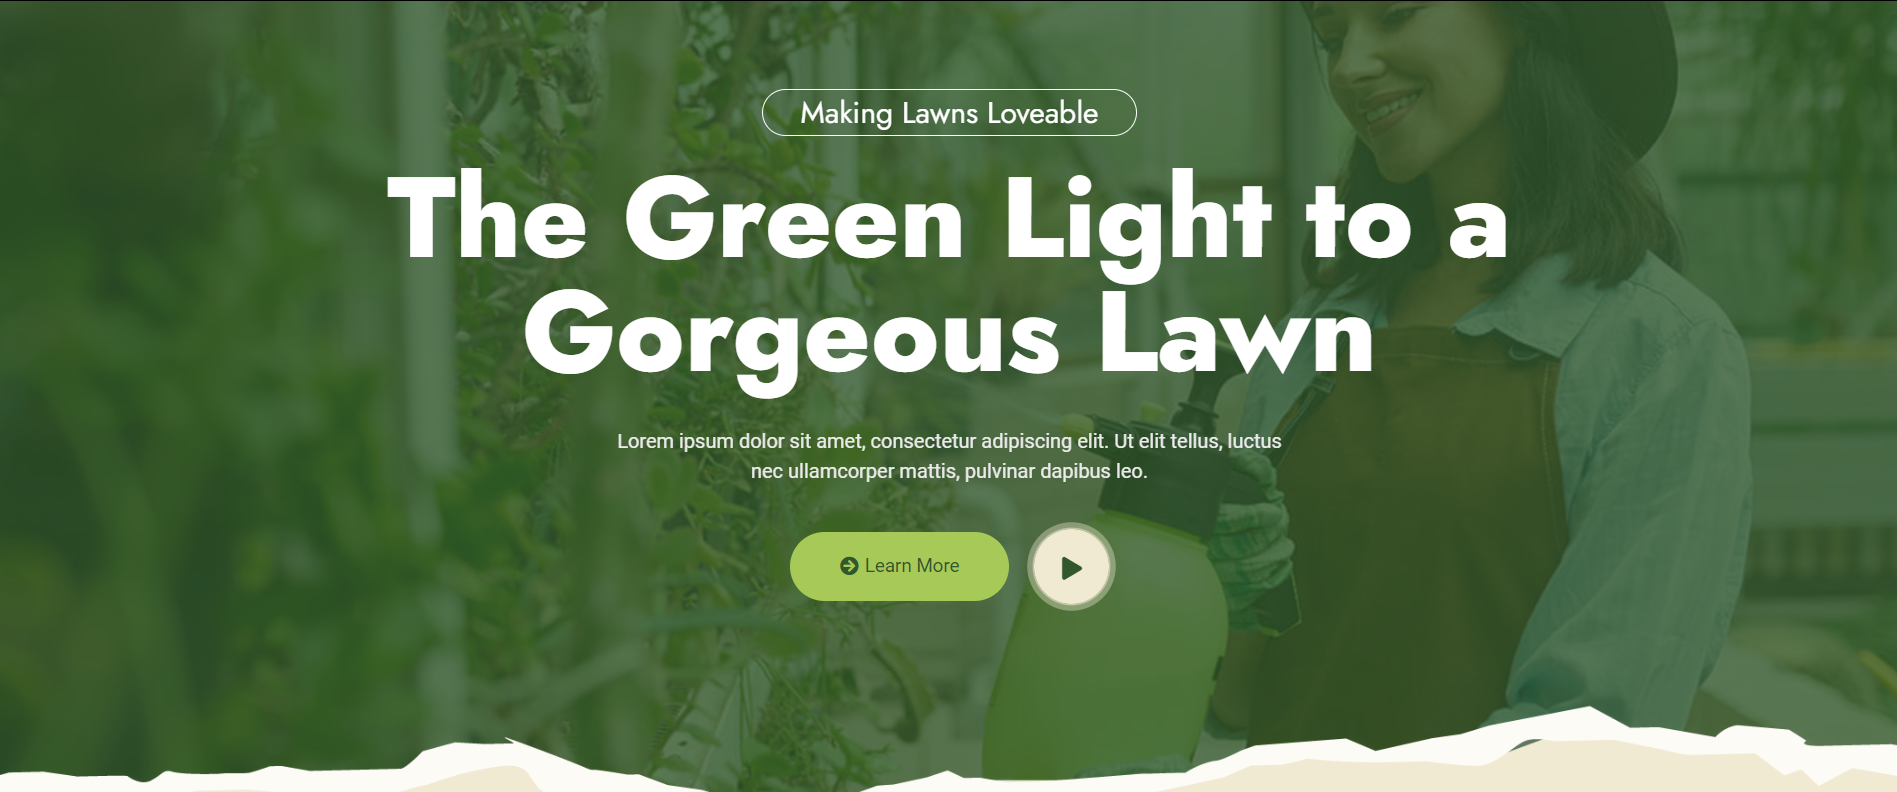 Making Lawns Loveable
The Green Light to a
Gorgeous Lawn
Lorem ipsum dolor sit amet, consectetur adipiscing elit. Ut elit tellus, luctus
nec ullamcorper mattis, pulvinar dapibus leo.
Learn More